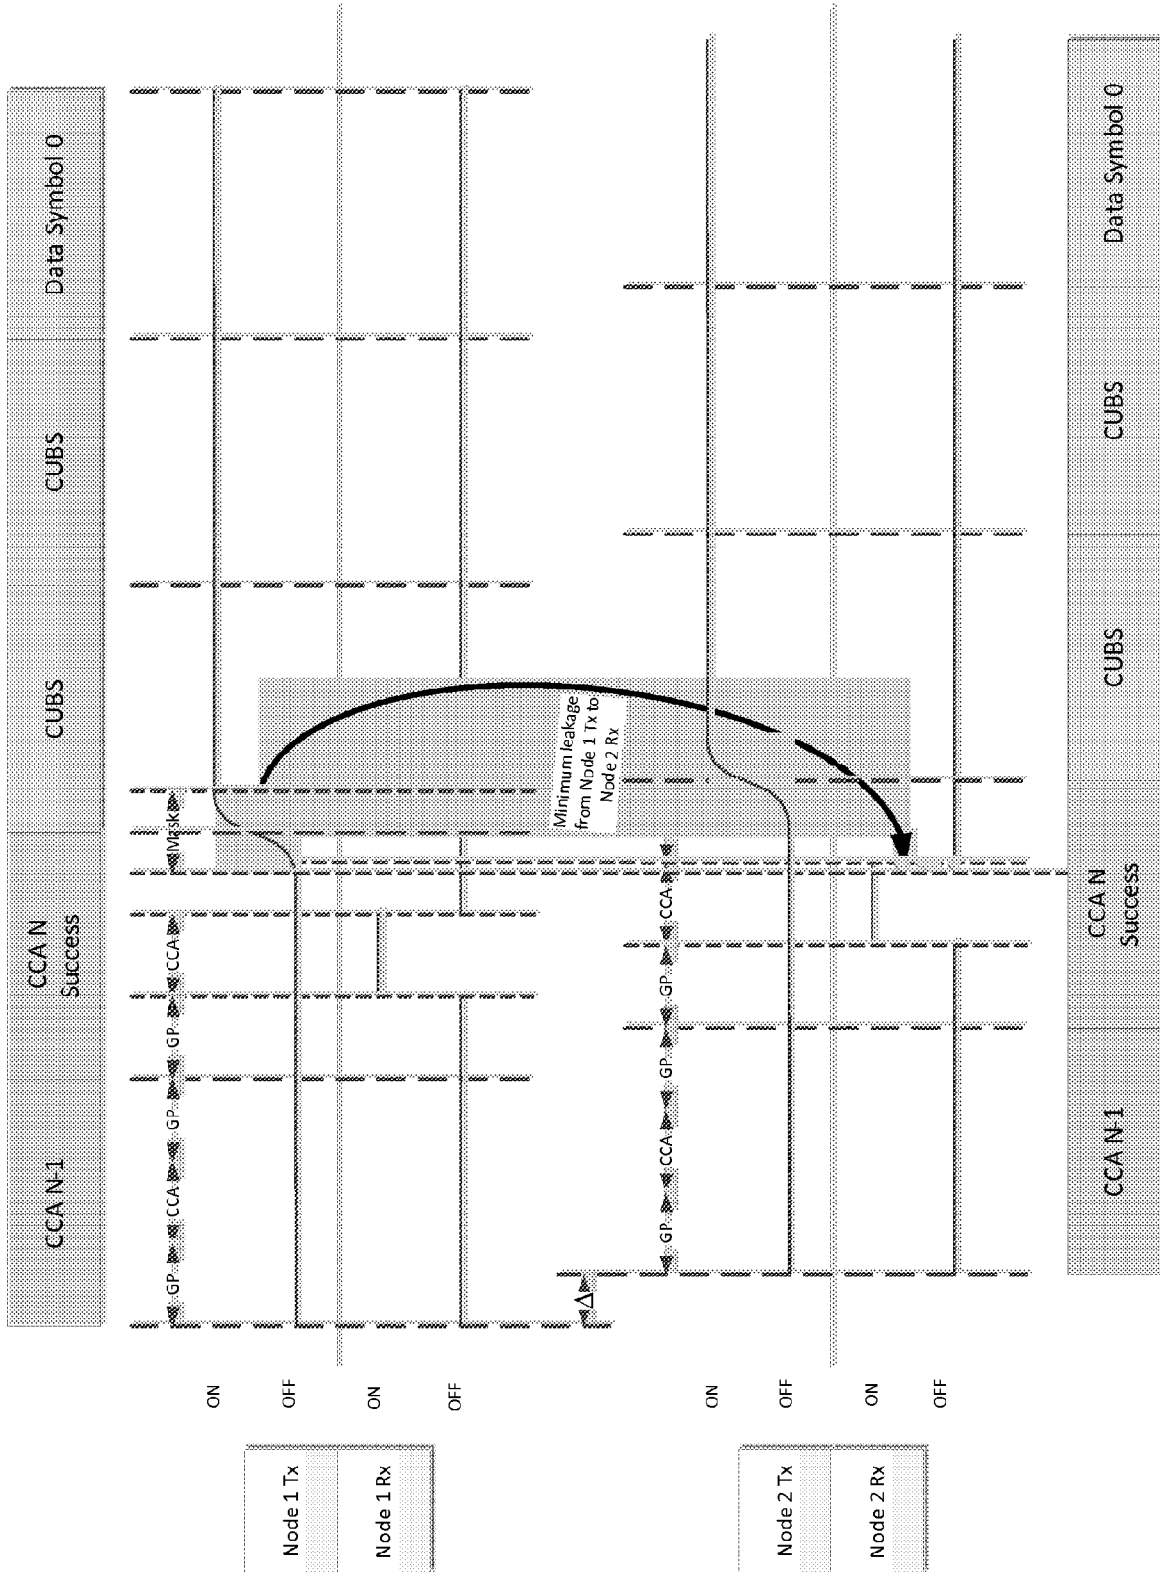 CCA N-1
CCA N
Success
CUBS
CUBS
Data Symbol 0
GP
CCA
GP
GP
CCA
Mask
Node 1 Tx
ON
OFF
Node 1 Rx
ON
OFF
Δ
Minimum leakage
from Node 1 Tx to
Node 2 Rx
GP
CCA
GP
GP
CCA
Node 2 Tx
ON
OFF
Node 2 Rx
ON
OFF
CCA N-1
CCA N
Success
CUBS
CUBS
Data Symbol 0